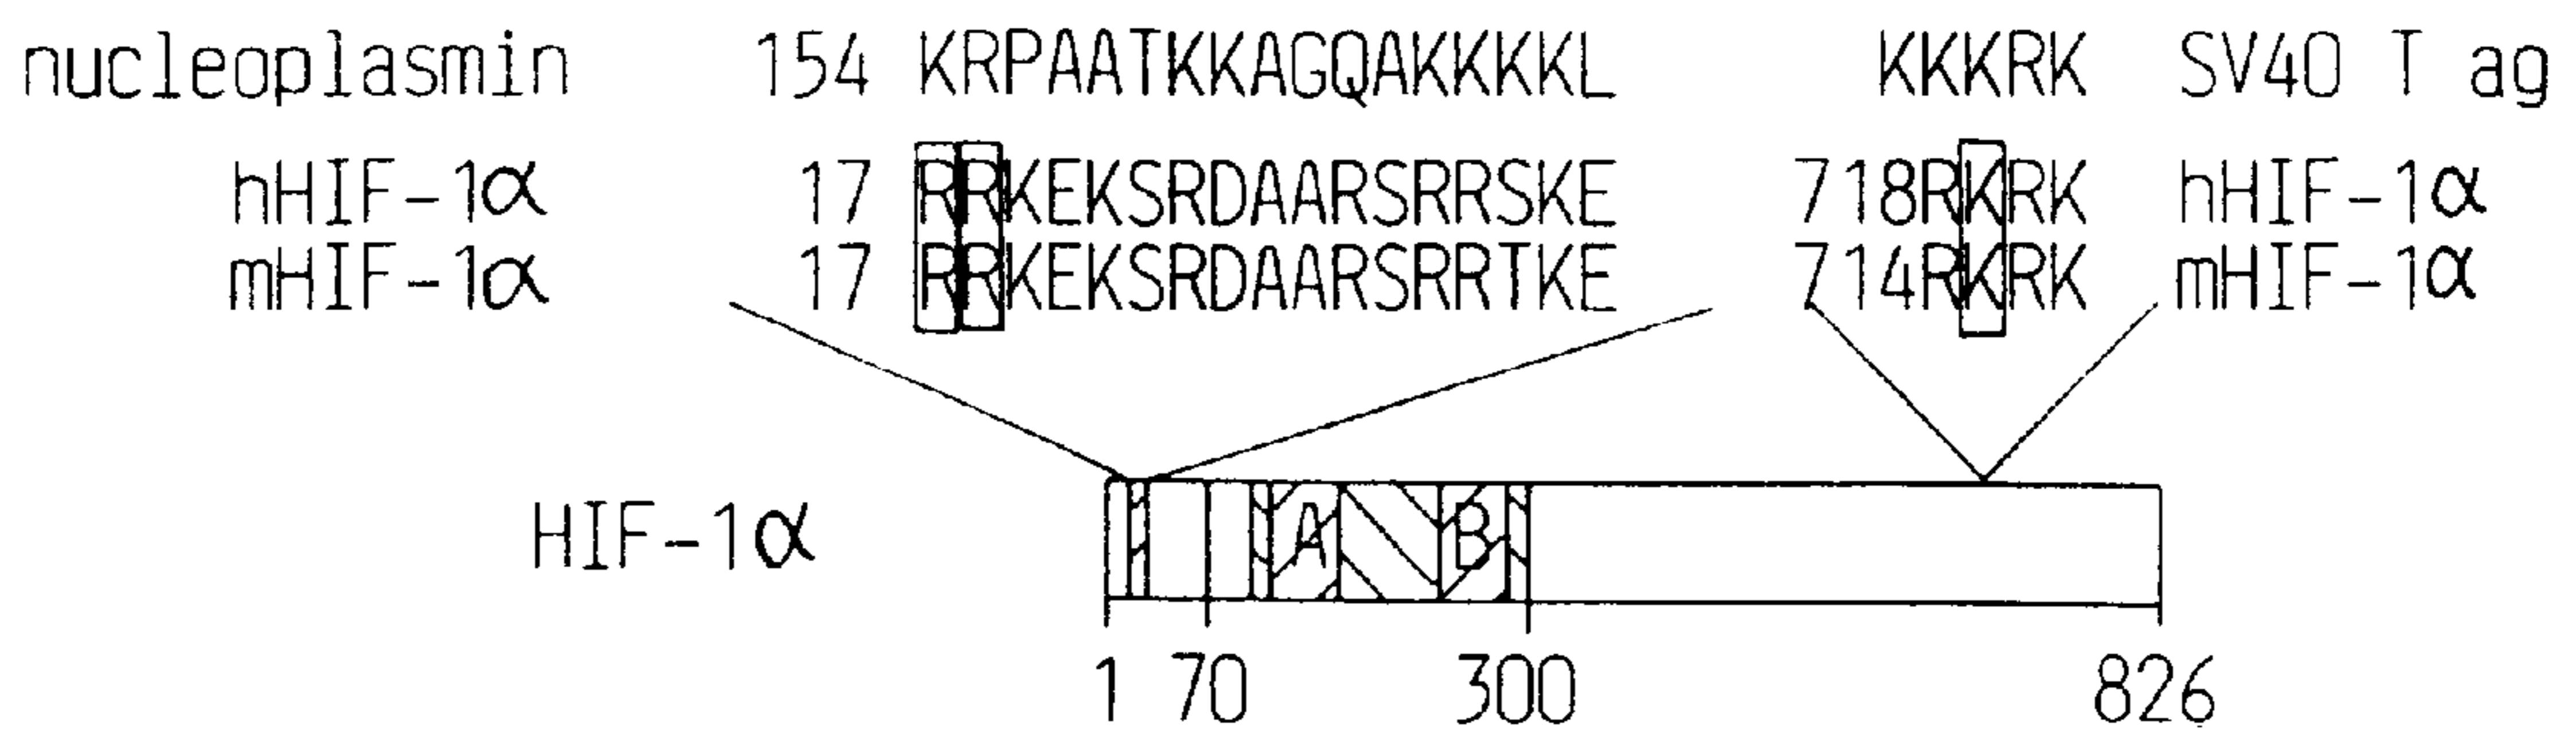 nucleoplasmin 154 KRPAATKKAGQAKKKKL KKKRK SV40 T ag
hHIF-1α 17 RRKEKSRDAARSRRSKE 718RKRK hHIF-1α
mHIF-1α 17 RRKEKSRDAARSRRTKE 714RKRK mHIF-1α
HIF-1α A B
1 70 300 826